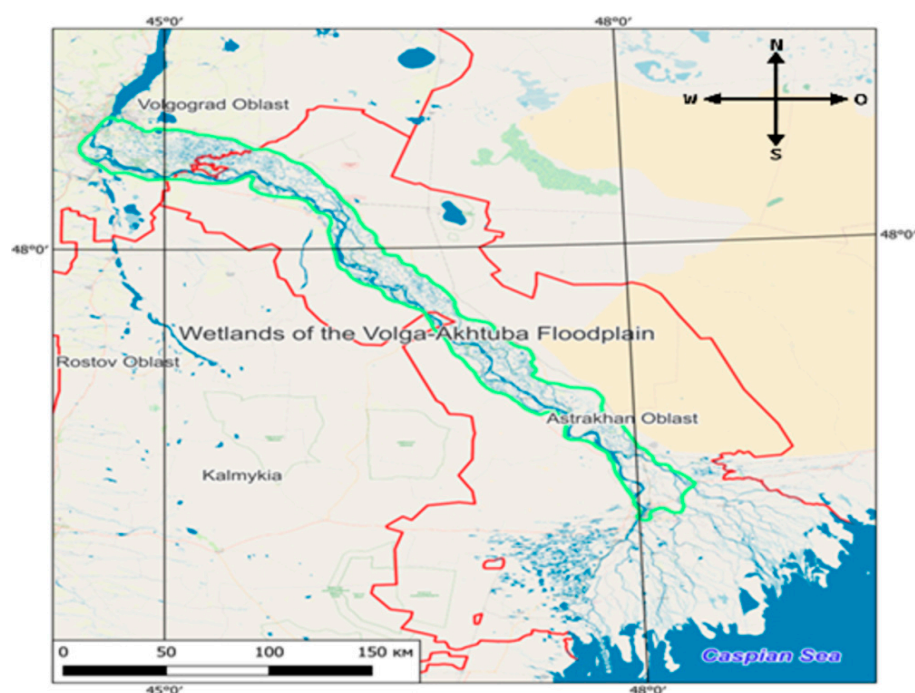 45°0′
48°0′
N
W
O
S
Volgograd Oblast
48°0′
48°0′
Wetlands of the Volga-Akhtuba Floodplain
Rostov Oblast
Astrakhan Oblast
Kalmykia
0 50 100 150 км
Caspian Sea
45°0′
48°0′